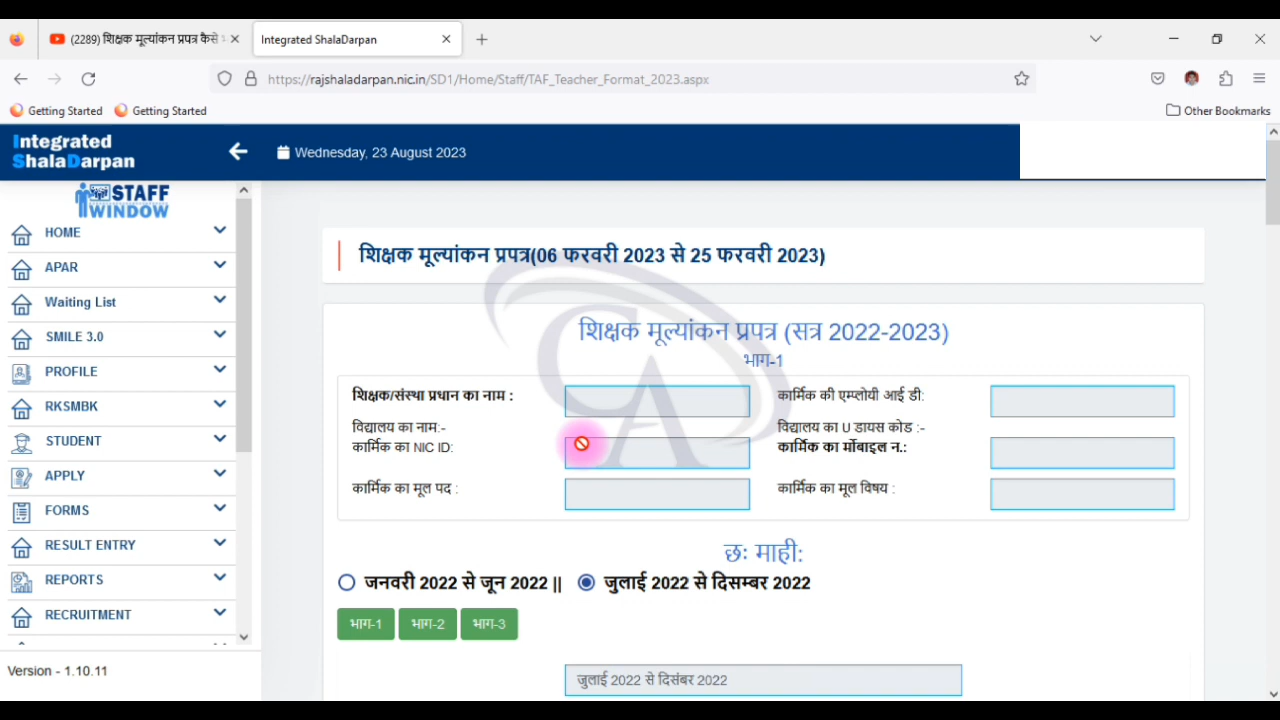 (2289) शिक्षक मूल्यांकन प्रपत्र कैसे
Integrated ShalaDarpan
https://rajshaladarpan.nic.in/SD1/Home/Staff/TAF_Teacher_Format_2023.aspx
Getting Started
Getting Started
Other Bookmarks
Integrated
ShalaDarpan
Wednesday, 23 August 2023
STAFF
WINDOW
HOME
APAR
Waiting List
SMILE 3.0
PROFILE
RKSMBK
STUDENT
APPLY
FORMS
RESULT ENTRY
REPORTS
RECRUITMENT
Version - 1.10.11
शिक्षक मूल्यांकन प्रपत्र(06 फरवरी 2023 से 25 फरवरी 2023)
शिक्षक मूल्यांकन प्रपत्र (सत्र 2022-2023)
भाग-1
शिक्षक/संस्था प्रधान का नाम :
कार्मिक की एम्प्लोयी आई डी:
विद्यालय का नाम:-
विद्यालय का U डायस कोड :-
कार्मिक का NIC ID:
कार्मिक का मोंबाइल न.:
कार्मिक का मूल पद :
कार्मिक का मूल विषय :
छः माही:
जनवरी 2022 से जून 2022 ||
जुलाई 2022 से दिसम्बर 2022
भाग-1
भाग-2
भाग-3
जुलाई 2022 से दिसंबर 2022
CA